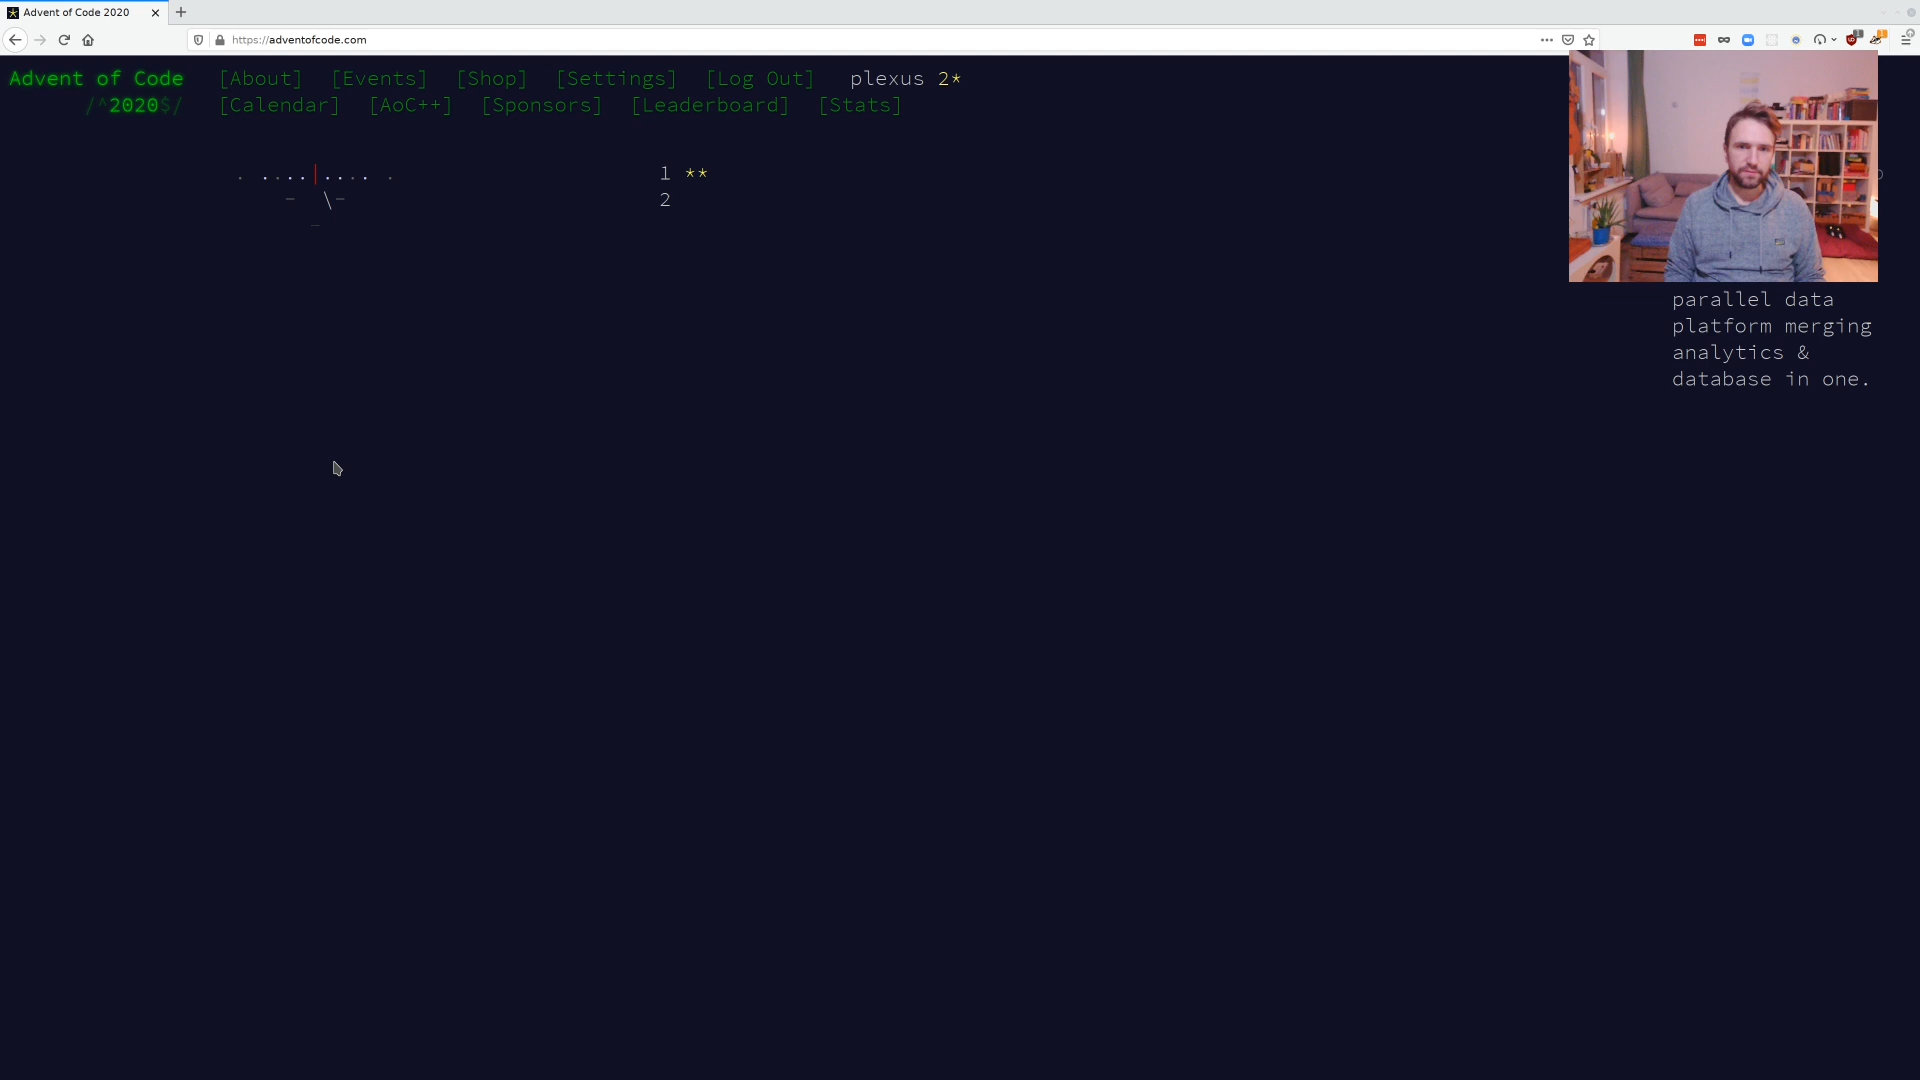 Advent of Code 2020
https://adventofcode.com
Advent of Code [About] [Events] [Shop] [Settings] [Log Out] plexus 2*
/^2020$/ [Calendar] [AoC++] [Sponsors] [Leaderboard] [Stats]
. ....|.... . 1 **
- \- 2
_
parallel data
platform merging
analytics &
database in one.